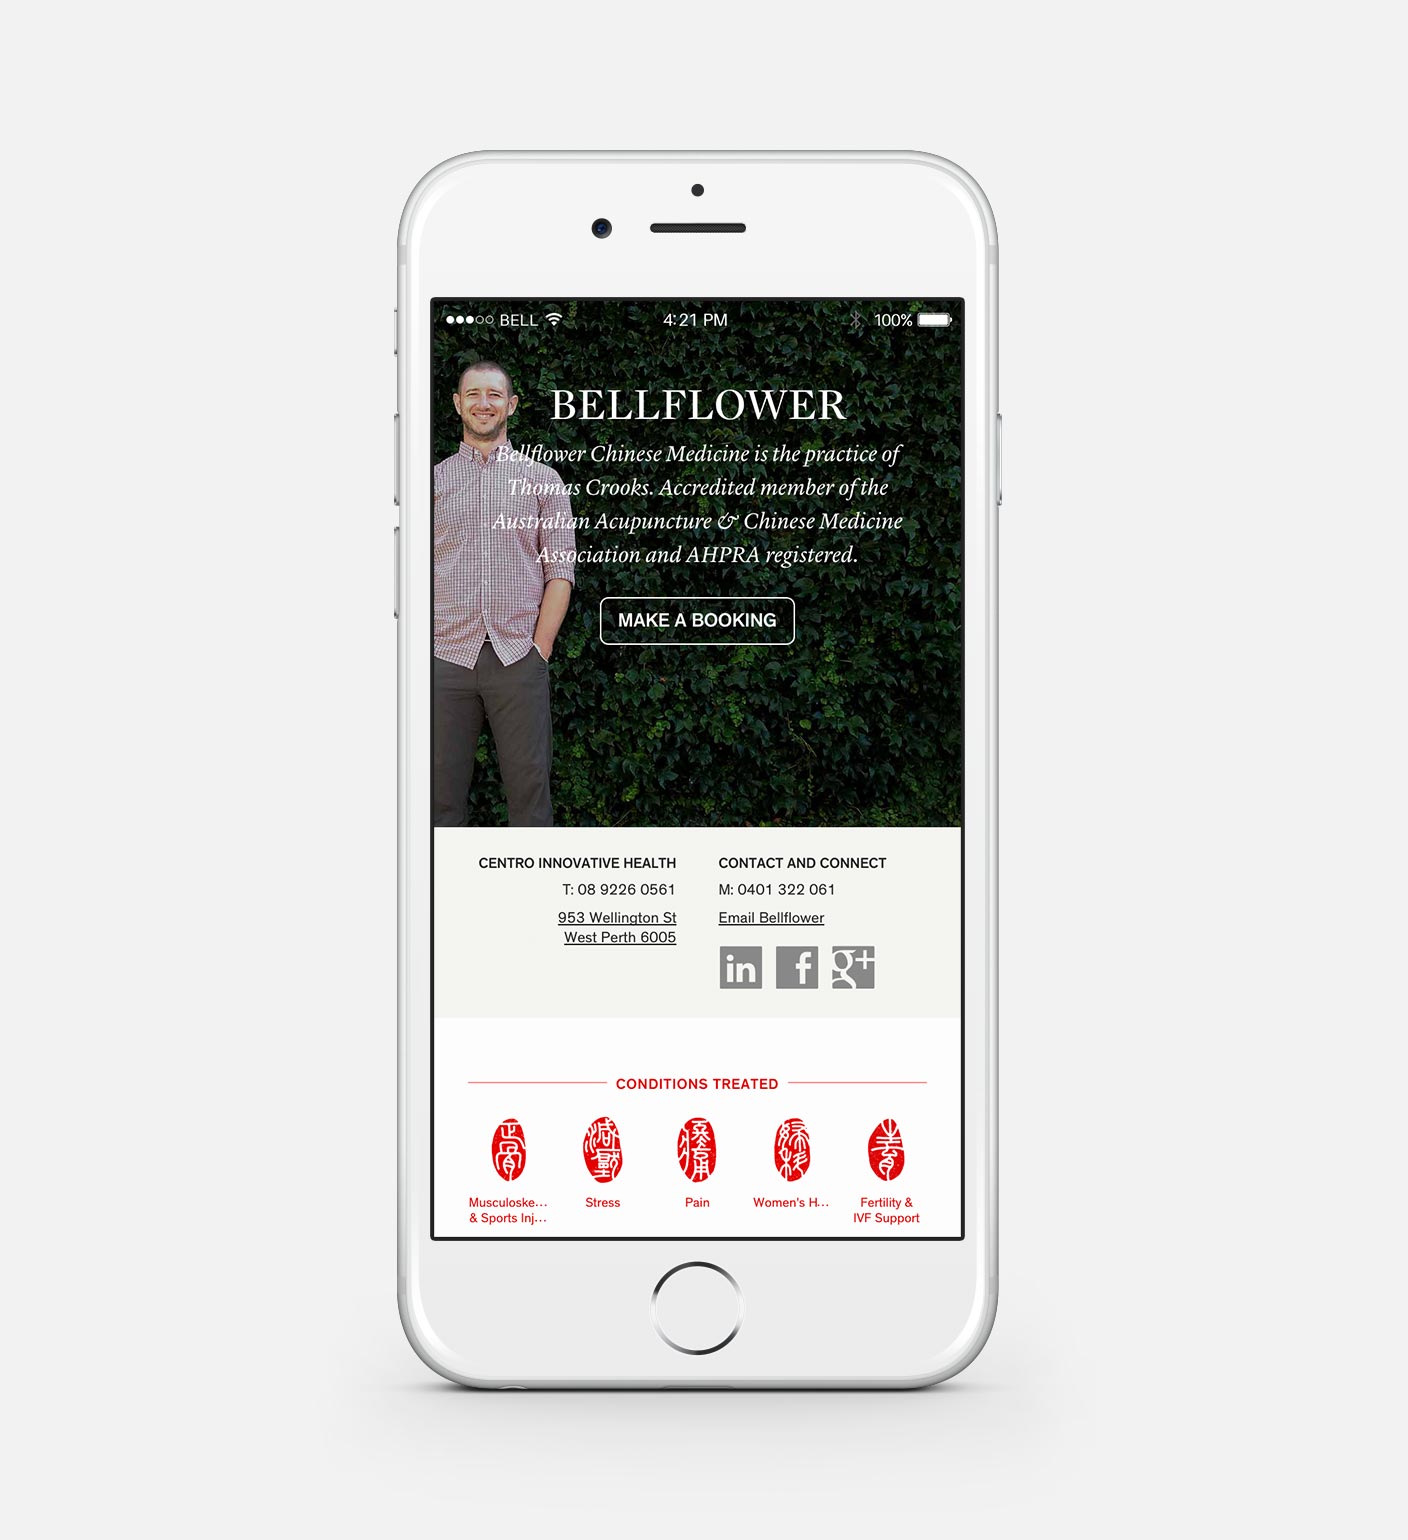 BELL
4:21 PM
100%
BELLFLOWER
Bellflower Chinese Medicine is the practice of
Thomas Crooks. Accredited member of the
Australian Acupuncture & Chinese Medicine
Association and AHPRA registered.
MAKE A BOOKING
CENTRO INNOVATIVE HEALTH
T: 08 9226 0561
953 Wellington St
West Perth 6005
CONTACT AND CONNECT
M: 0401 322 061
Email Bellflower
in f g+
CONDITIONS TREATED
Musculoske...
& Sports Inj...
Stress
Pain
Women's H...
Fertility &
IVF Support